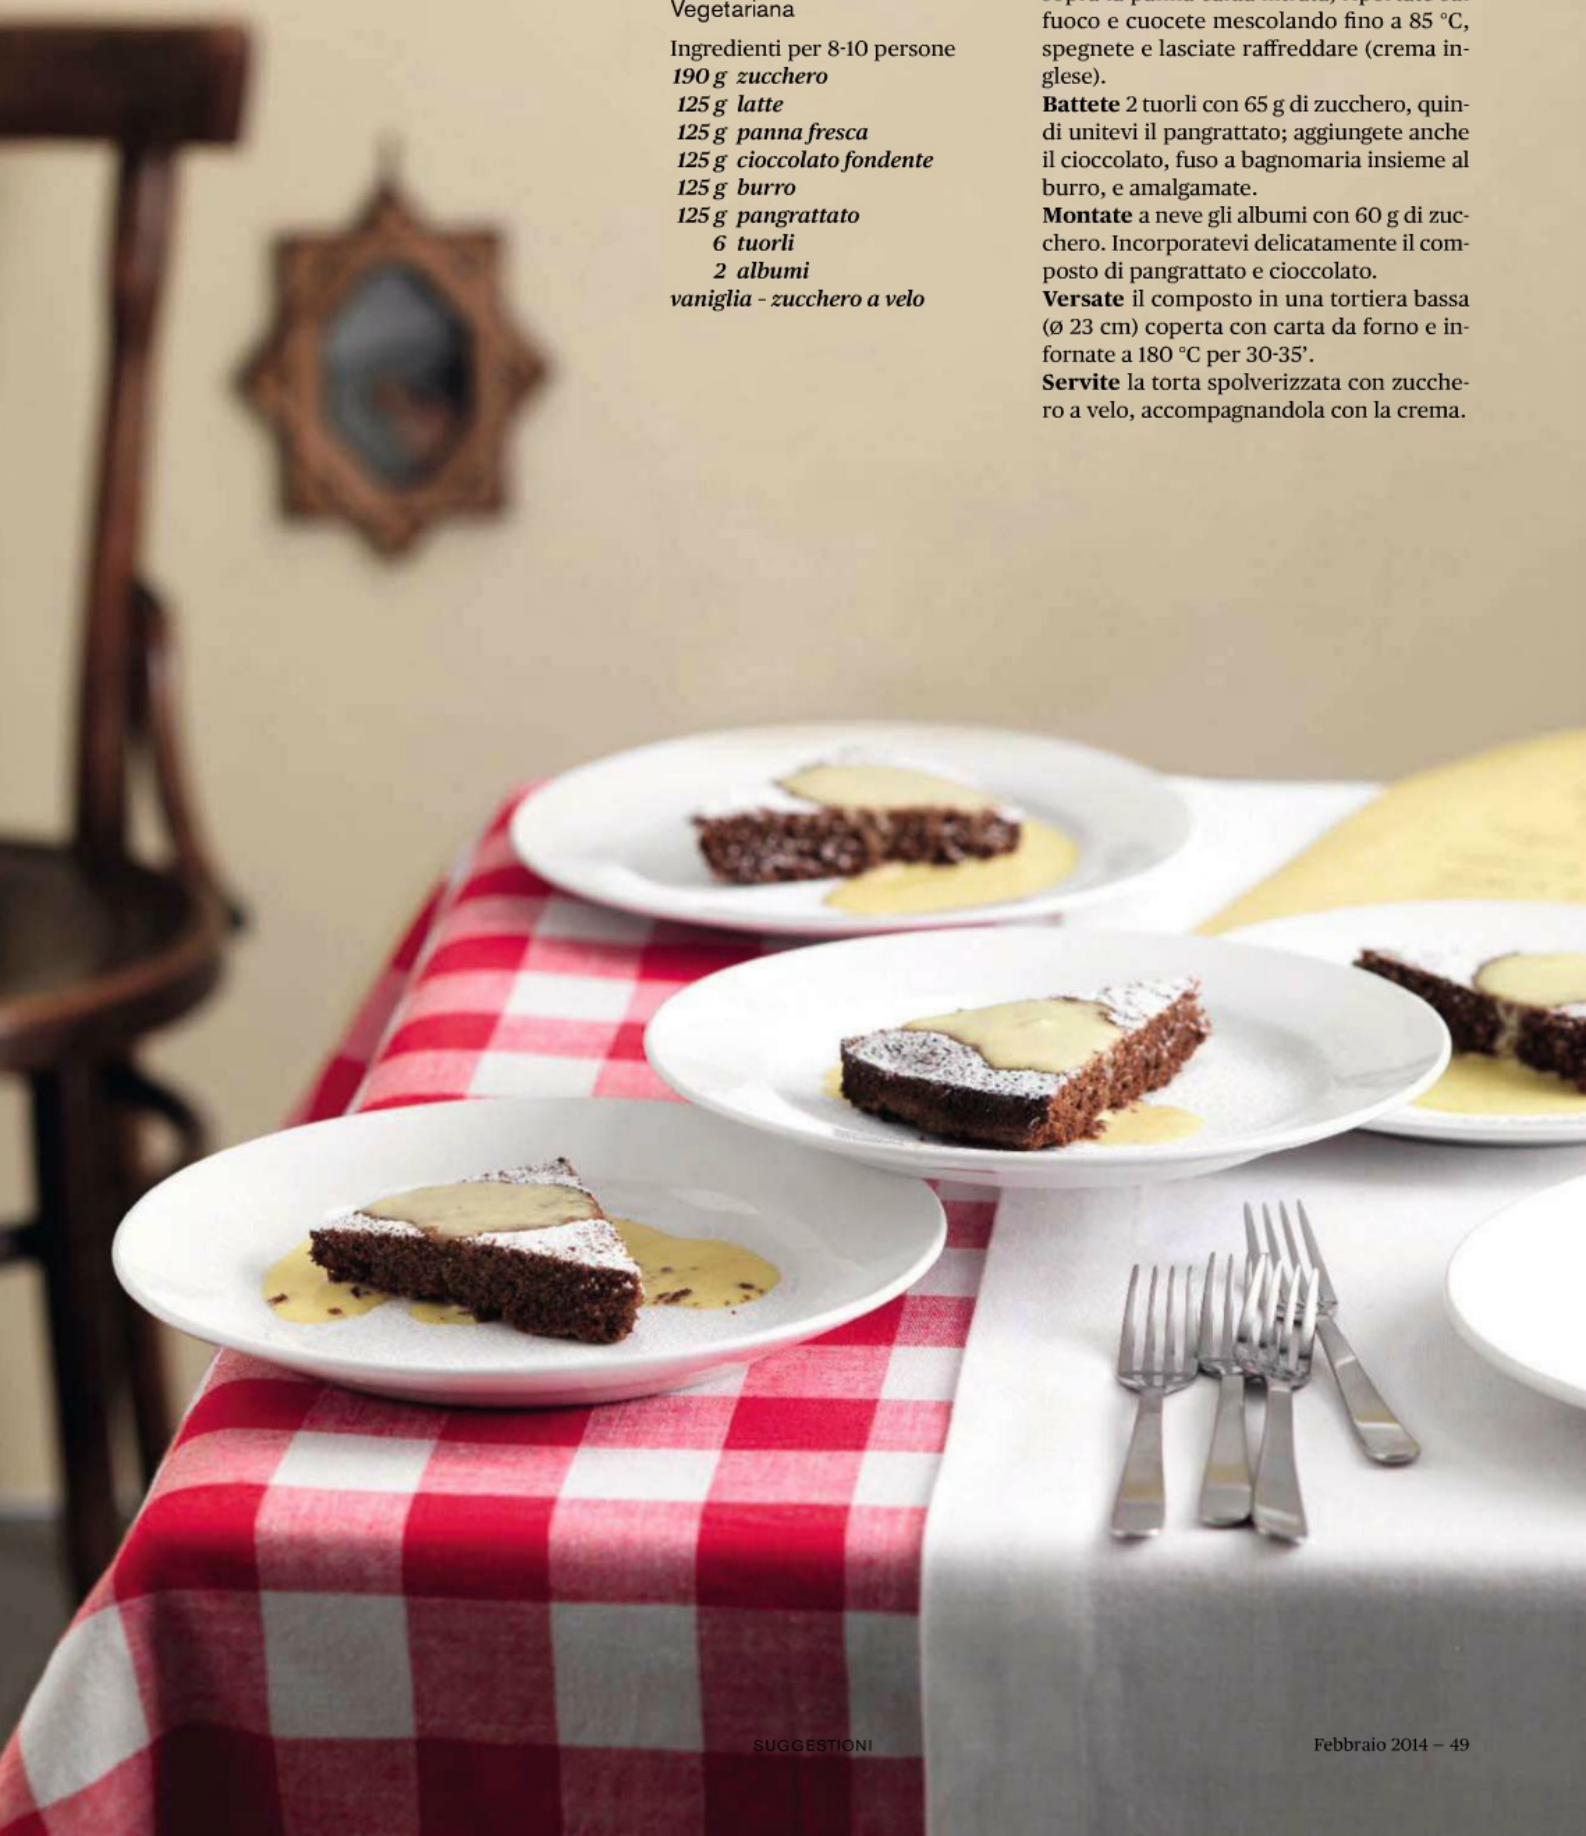 Vegetariana
Ingredienti per 8-10 persone
190 g zucchero
125 g latte
125 g panna fresca
125 g cioccolato fondente
125 g burro
125 g pangrattato
6 tuorli
2 albumi
vaniglia - zucchero a velo
fuoco e cuocete mescolando fino a 85 °C,
spegnete e lasciate raffreddare (crema in-
glese).
Battete 2 tuorli con 65 g di zucchero, quin-
di unitevi il pangrattato; aggiungete anche
il cioccolato, fuso a bagnomaria insieme al
burro, e amalgamate.
Montate a neve gli albumi con 60 g di zuc-
chero. Incorporatevi delicatamente il com-
posto di pangrattato e cioccolato.
Versate il composto in una tortiera bassa
(ø 23 cm) coperta con carta da forno e in-
fornate a 180 °C per 30-35’.
Servite la torta spolverizzata con zucche-
ro a velo, accompagnandola con la crema.
SUGGESTIONI
Febbraio 2014 – 49